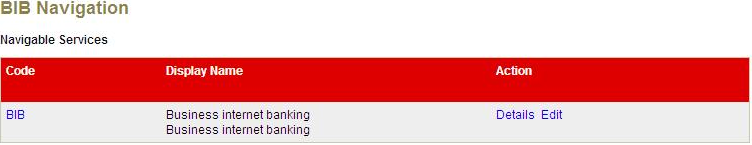 BIB Navigation
Navigable Services
Code Display Name Action
BIB Business internet banking Details Edit
Business internet banking